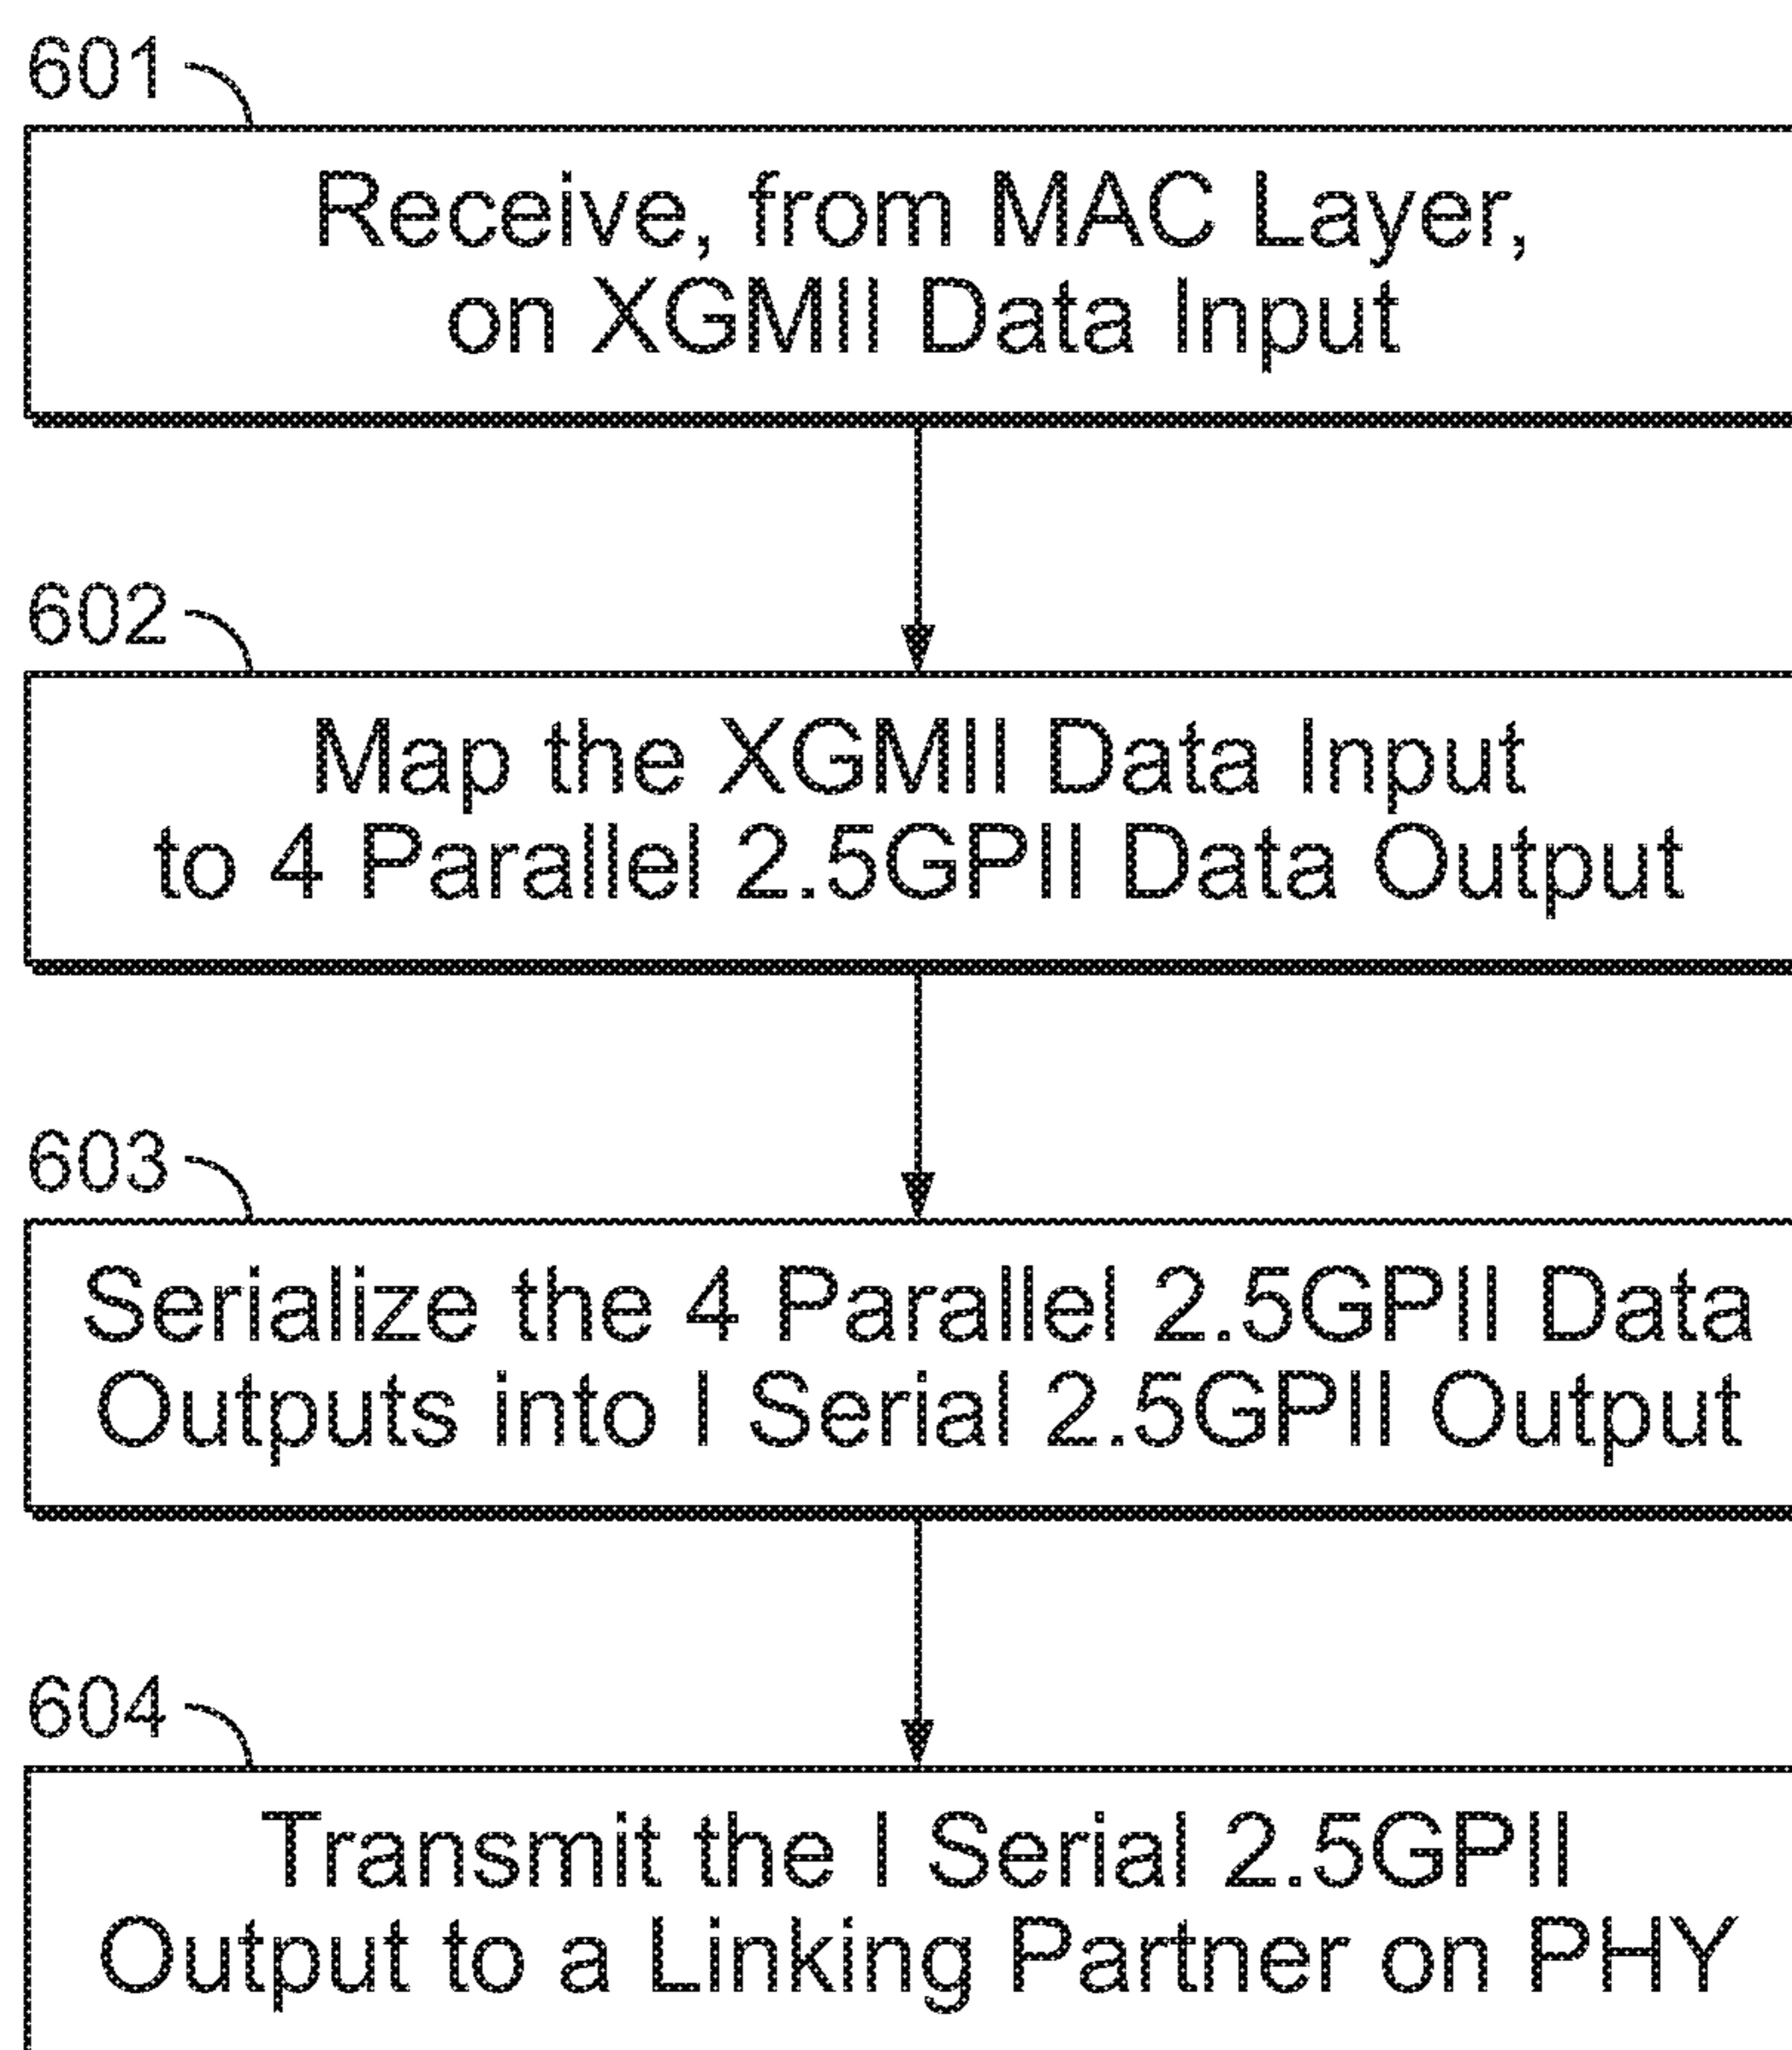 601
Receive, from MAC Layer,
on XGMII Data Input
602
Map the XGMII Data Input
to 4 Parallel 2.5GPII Data Output
603
Serialize the 4 Parallel 2.5GPII Data
Outputs into I Serial 2.5GPII Output
604
Transmit the I Serial 2.5GPII
Output to a Linking Partner on PHY